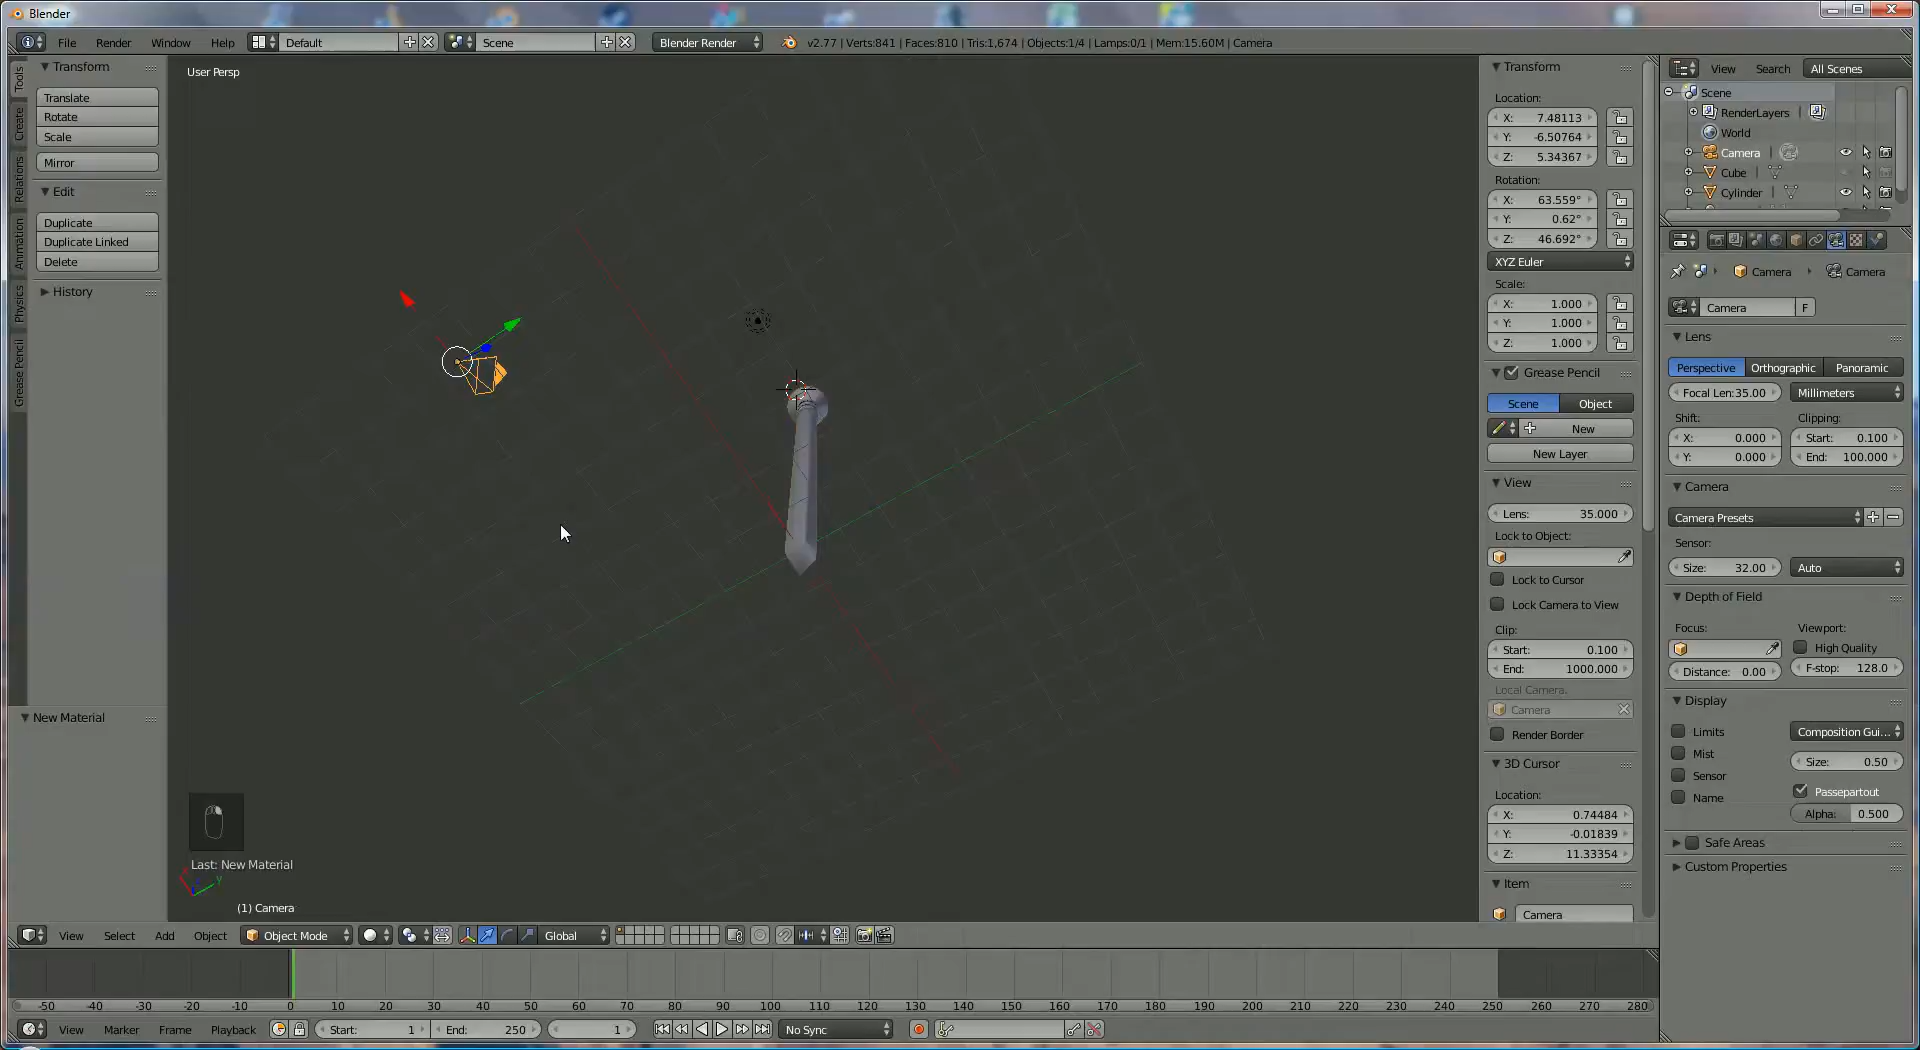 Blender
File Render Window Help Default Scene Blender Render v2.77 | Verts:841 | Faces:810 | Tris:1,674 | Objects:1/4 | Lamps:0/1 | Mem:15.60M | Camera
Tools
Create
Relations
Animation
Physics
Grease Pencil
Transform
Translate
Rotate
Scale
Mirror
Edit
Duplicate
Duplicate Linked
Delete
History
New Material
User Persp
Last: New Material
(1) Camera
Transform
Location:
X: 7.48113
Y: -6.50764
Z: 5.34367
Rotation:
X: 63.559°
Y: 0.62°
Z: 46.692°
XYZ Euler
Scale:
X: 1.000
Y: 1.000
Z: 1.000
Grease Pencil
Scene Object
New
New Layer
View
Lens: 35.000
Lock to Object:
Lock to Cursor
Lock Camera to View
Clip:
Start: 0.100
End: 1000.000
Local Camera:
Camera
Render Border
3D Cursor
Location:
X: 0.74484
Y: -0.01839
Z: 11.33354
Item
Camera
View Search All Scenes
Scene
RenderLayers
World
Camera
Cube
Cylinder
Camera Camera
Camera F
Lens
Perspective Orthographic Panoramic
Focal Len:35.00 Millimeters
Shift: Clipping:
X: 0.000 Start: 0.100
Y: 0.000 End: 100.000
Camera
Camera Presets
Sensor:
Size: 32.00 Auto
Depth of Field
Focus: Viewport:
High Quality
Distance: 0.00 F-stop: 128.0
Display
Limits Composition Gui...
Mist Size: 0.50
Sensor Passepartout
Name Alpha: 0.500
Safe Areas
Custom Properties
View Select Add Object Object Mode Global
-50 -40 -30 -20 -10 0 10 20 30 40 50 60 70 80 90 100 110 120 130 140 150 160 170 180 190 200 210 220 230 240 250 260 270 280
View Marker Frame Playback Start: 1 End: 250 1 No Sync